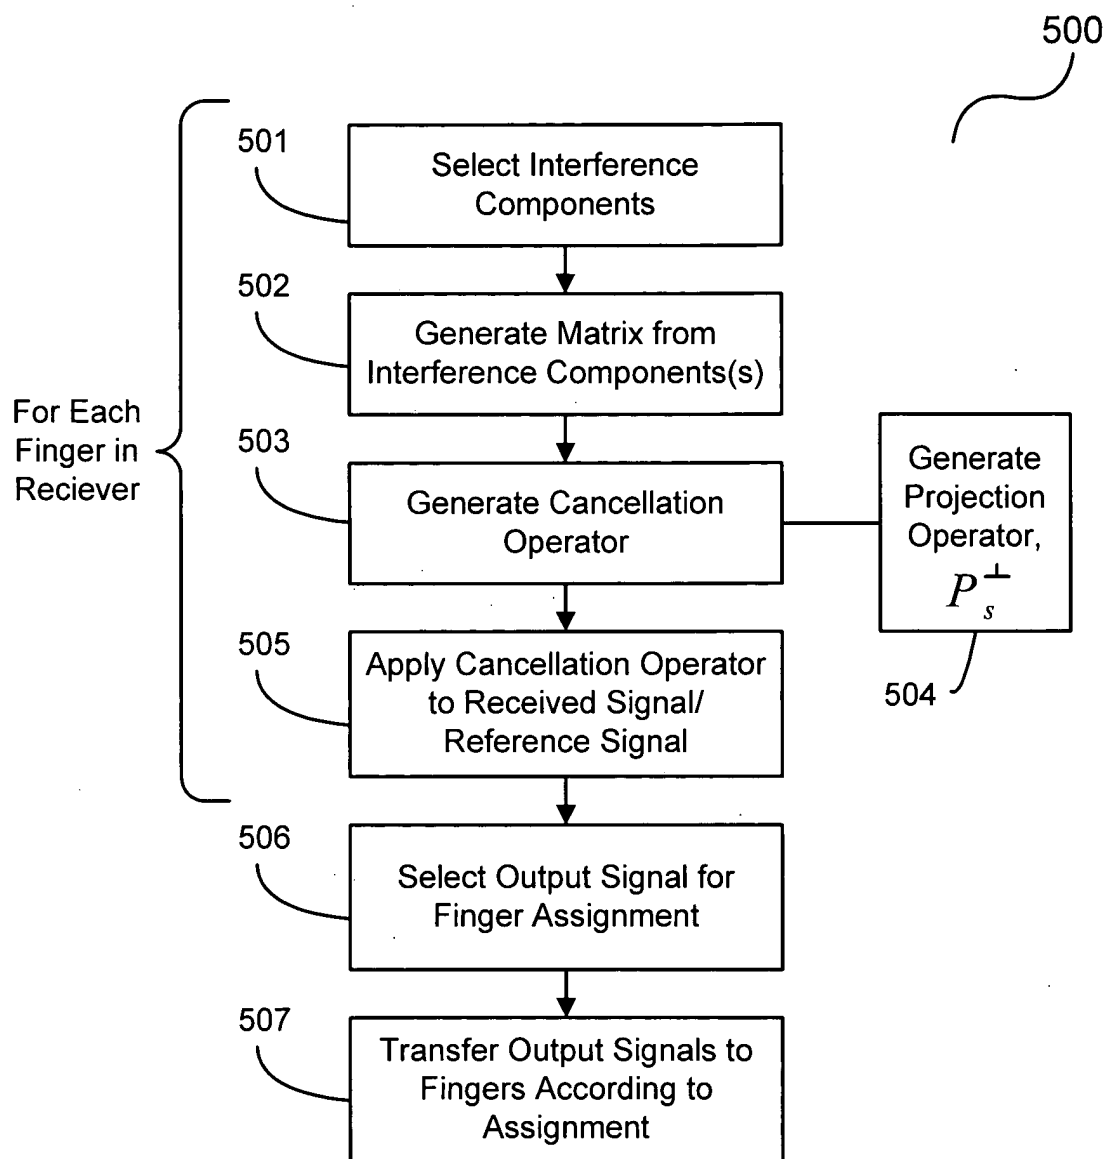 500
501
Select Interference
Components
502
Generate Matrix from
Interference Components(s)
For Each
Finger in
Reciever
503
Generate Cancellation
Operator
Generate
Projection
Operator,
P_s^⊥
504
505
Apply Cancellation Operator
to Received Signal/
Reference Signal
506
Select Output Signal for
Finger Assignment
507
Transfer Output Signals to
Fingers According to
Assignment